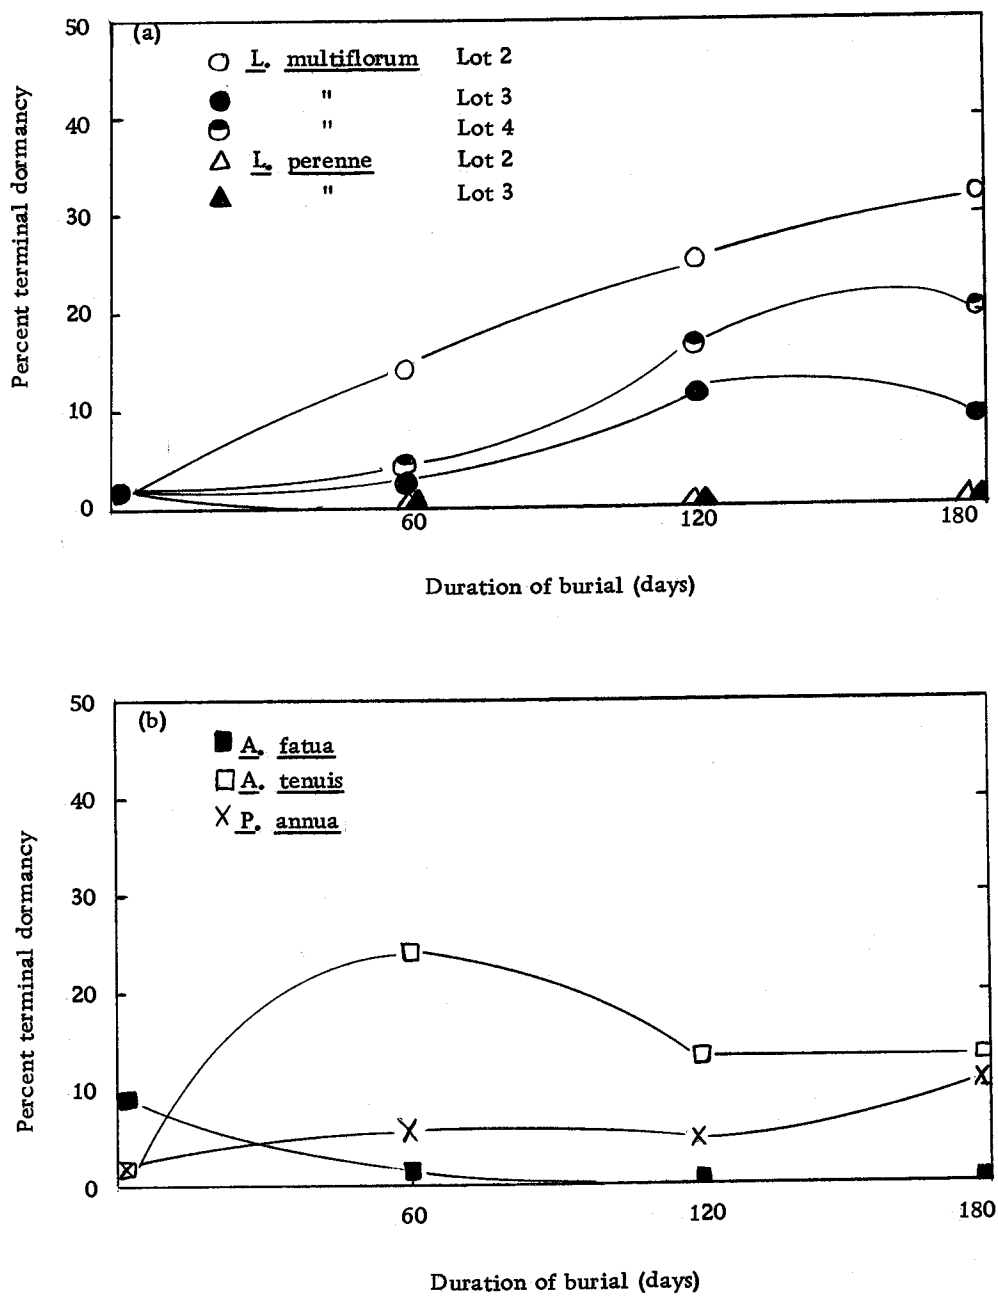 (a)
50
40
30
20
10
0
Percent terminal dormancy
L. multiflorum Lot 2
" Lot 3
" Lot 4
L. perenne Lot 2
" Lot 3
60 120 180
Duration of burial (days)
(b)
50
40
30
20
10
0
Percent terminal dormancy
A. fatua
A. tenuis
P. annua
60 120 180
Duration of burial (days)